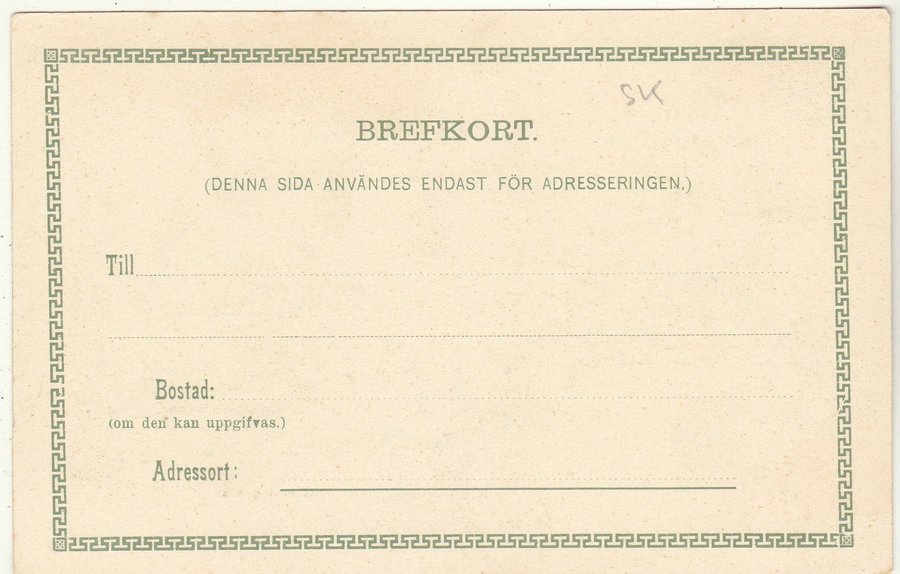 SK
BREFKORT.
(DENNA SIDA ANVÄNDES ENDAST FÖR ADRESSERINGEN.)
Till
Bostad:
(om den kan uppgifvas.)
Adressort: